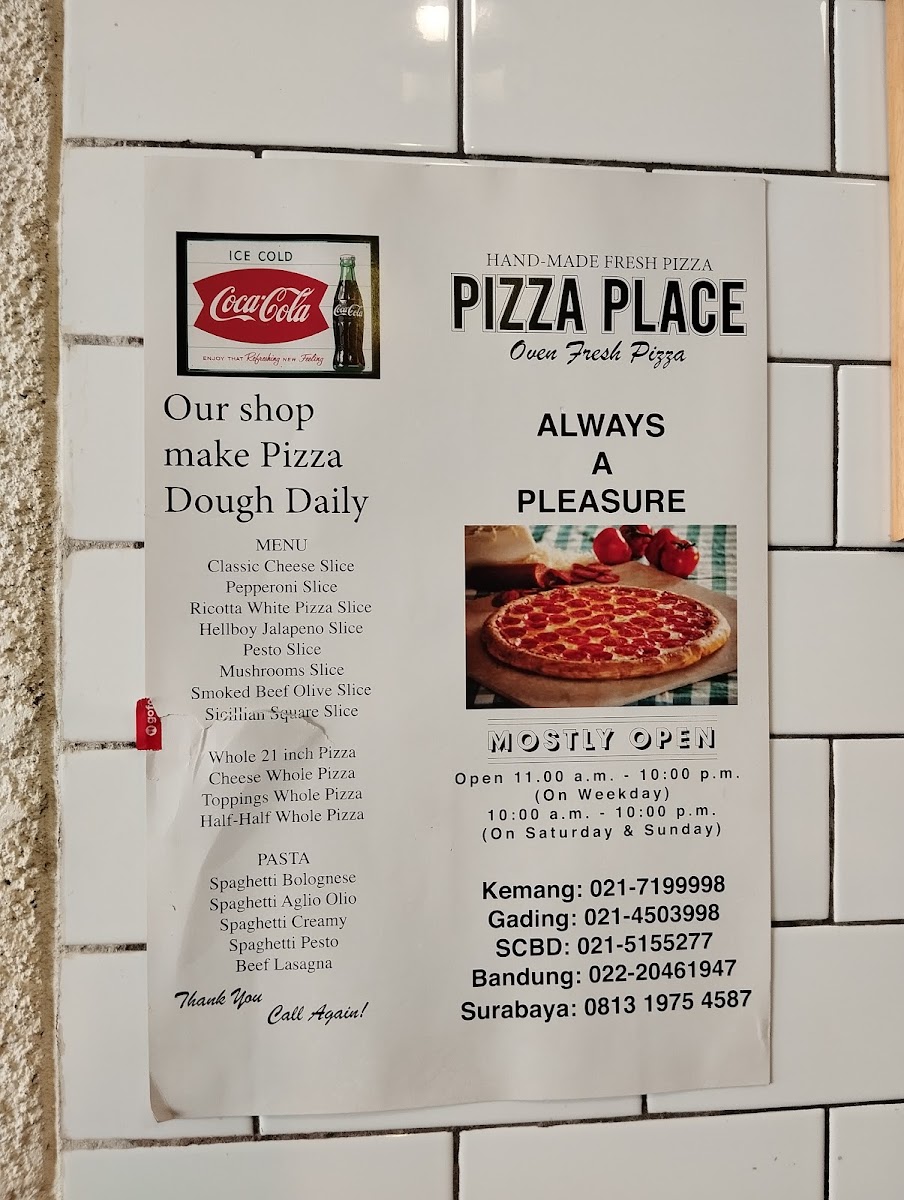 ICE COLD
Coca-Cola
Coca-Cola
ENJOY THAT Refreshing NEW Feeling
Our shop
make Pizza
Dough Daily
MENU
Classic Cheese Slice
Pepperoni Slice
Ricotta White Pizza Slice
Hellboy Jalapeno Slice
Pesto Slice
Mushrooms Slice
Smoked Beef Olive Slice
Sicillian Square Slice
Whole 21 inch Pizza
Cheese Whole Pizza
Toppings Whole Pizza
Half-Half Whole Pizza
PASTA
Spaghetti Bolognese
Spaghetti Aglio Olio
Spaghetti Creamy
Spaghetti Pesto
Beef Lasagna
Thank You
Call Again!
HAND-MADE FRESH PIZZA
PIZZA PLACE
Oven Fresh Pizza
ALWAYS
A
PLEASURE
MOSTLY OPEN
Open 11.00 a.m. - 10:00 p.m.
(On Weekday)
10:00 a.m. - 10:00 p.m.
(On Saturday & Sunday)
Kemang: 021-7199998
Gading: 021-4503998
SCBD: 021-5155277
Bandung: 022-20461947
Surabaya: 0813 1975 4587